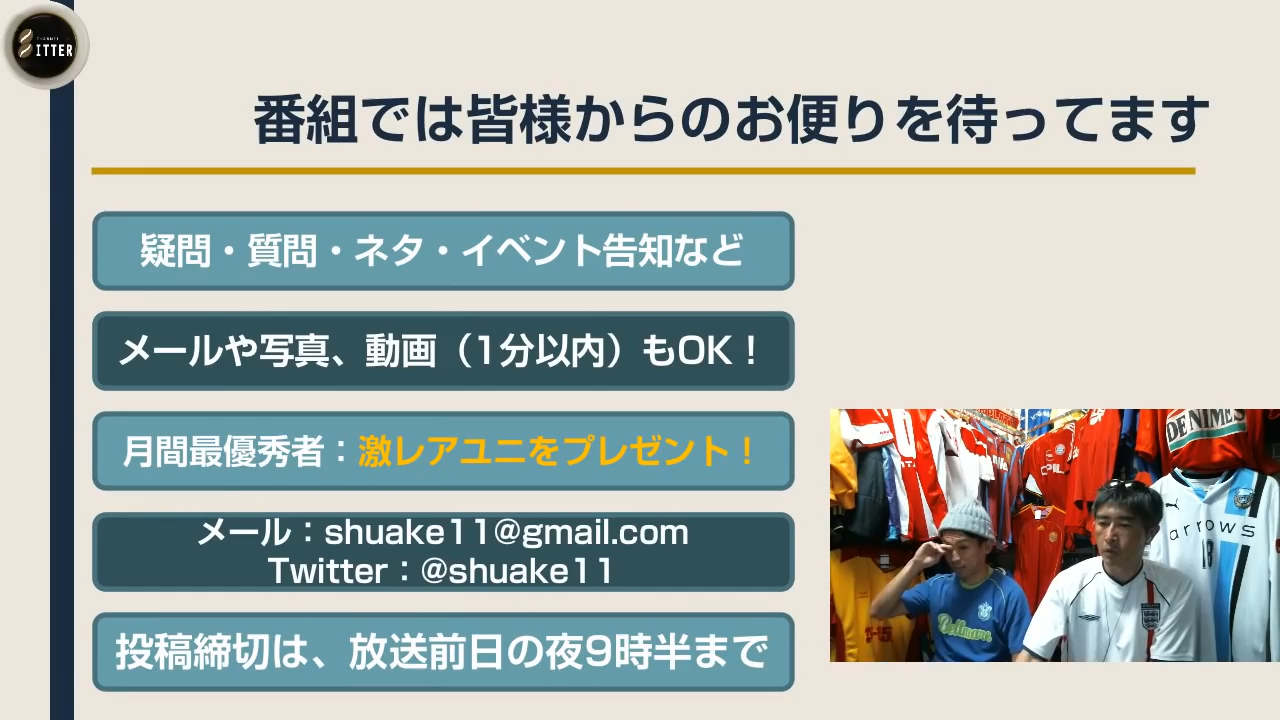 ITTER
番組では皆様からのお便りを待ってます
疑問・質問・ネタ・イベント告知など
メールや写真、動画（1分以内）もOK！
月間最優秀者：激レアユニをプレゼント！
メール：shuake11@gmail.com
Twitter：@shuake11
投稿締切は、放送前日の夜9時半まで
DE NIMES
OPEL
arrows
18
Bellmare